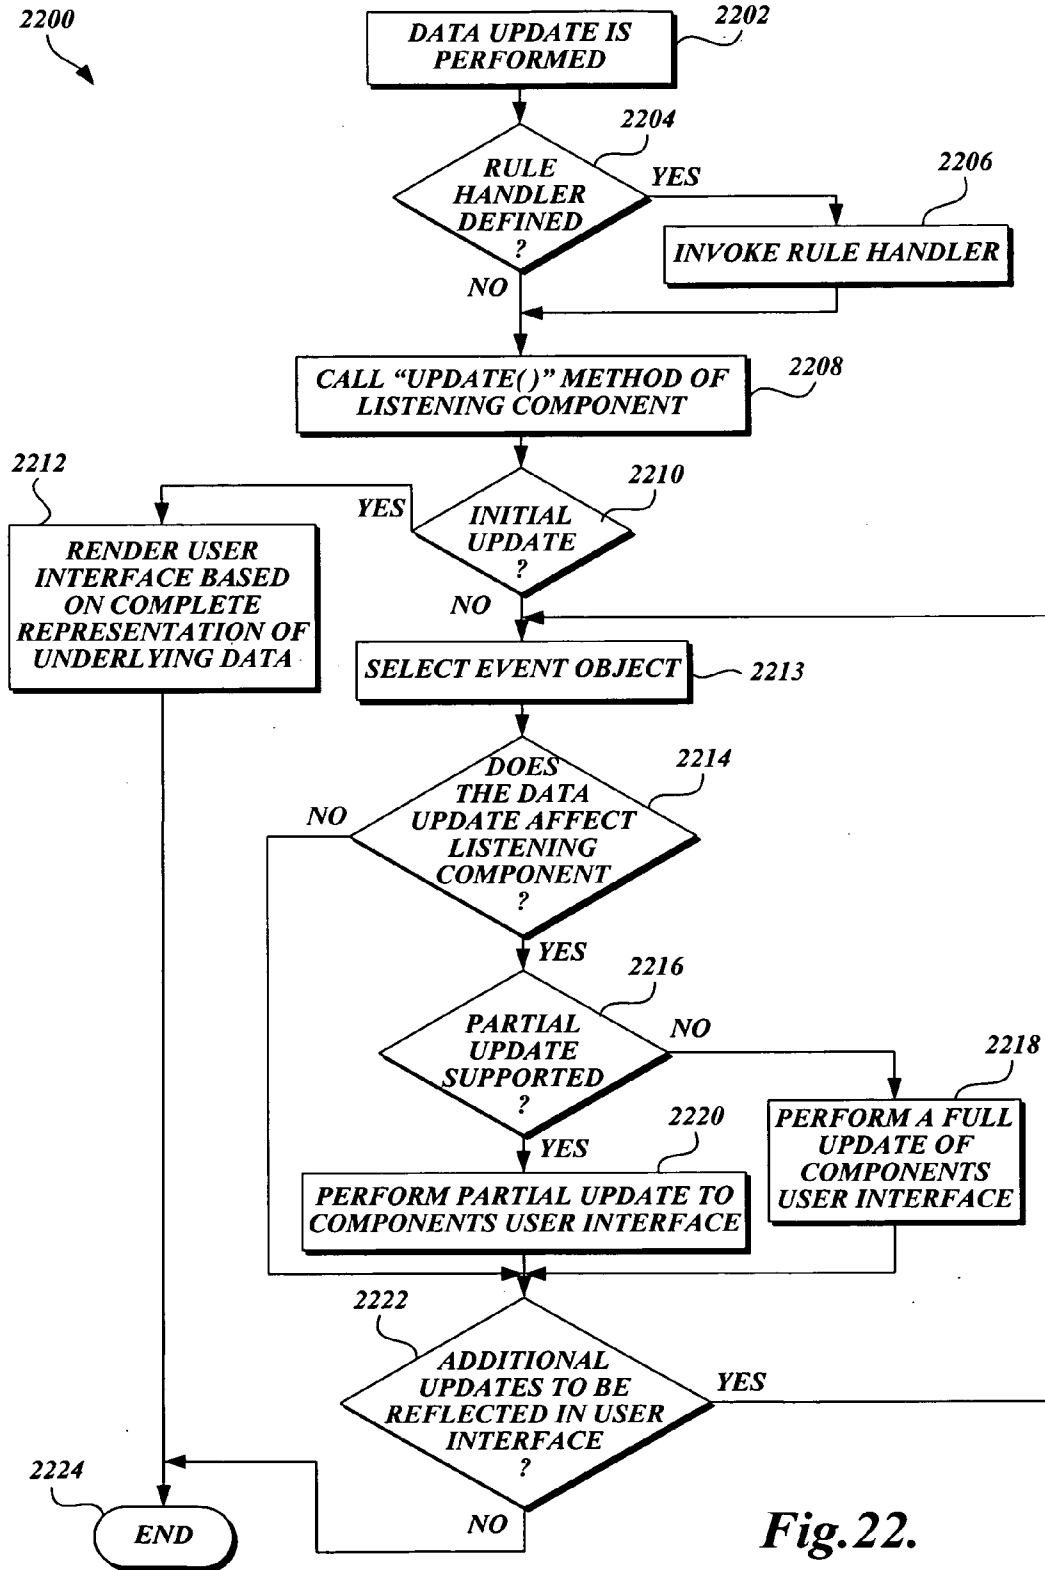 2200
2202
DATA UPDATE IS
PERFORMED
2204
RULE
HANDLER
DEFINED
?
YES
2206
INVOKE RULE HANDLER
NO
CALL “UPDATE()” METHOD OF
LISTENING COMPONENT
2208
2212
2210
YES
INITIAL
UPDATE
?
RENDER USER
INTERFACE BASED
ON COMPLETE
REPRESENTATION OF
UNDERLYING DATA
NO
SELECT EVENT OBJECT
2213
DOES
THE DATA
UPDATE AFFECT
LISTENING
COMPONENT
?
2214
NO
YES
2216
PARTIAL
UPDATE
SUPPORTED
?
NO
2218
PERFORM A FULL
UPDATE OF
COMPONENTS
USER INTERFACE
YES
2220
PERFORM PARTIAL UPDATE TO
COMPONENTS USER INTERFACE
2222
ADDITIONAL
UPDATES TO BE
REFLECTED IN USER
INTERFACE
?
YES
2224
END
NO
Fig.22.